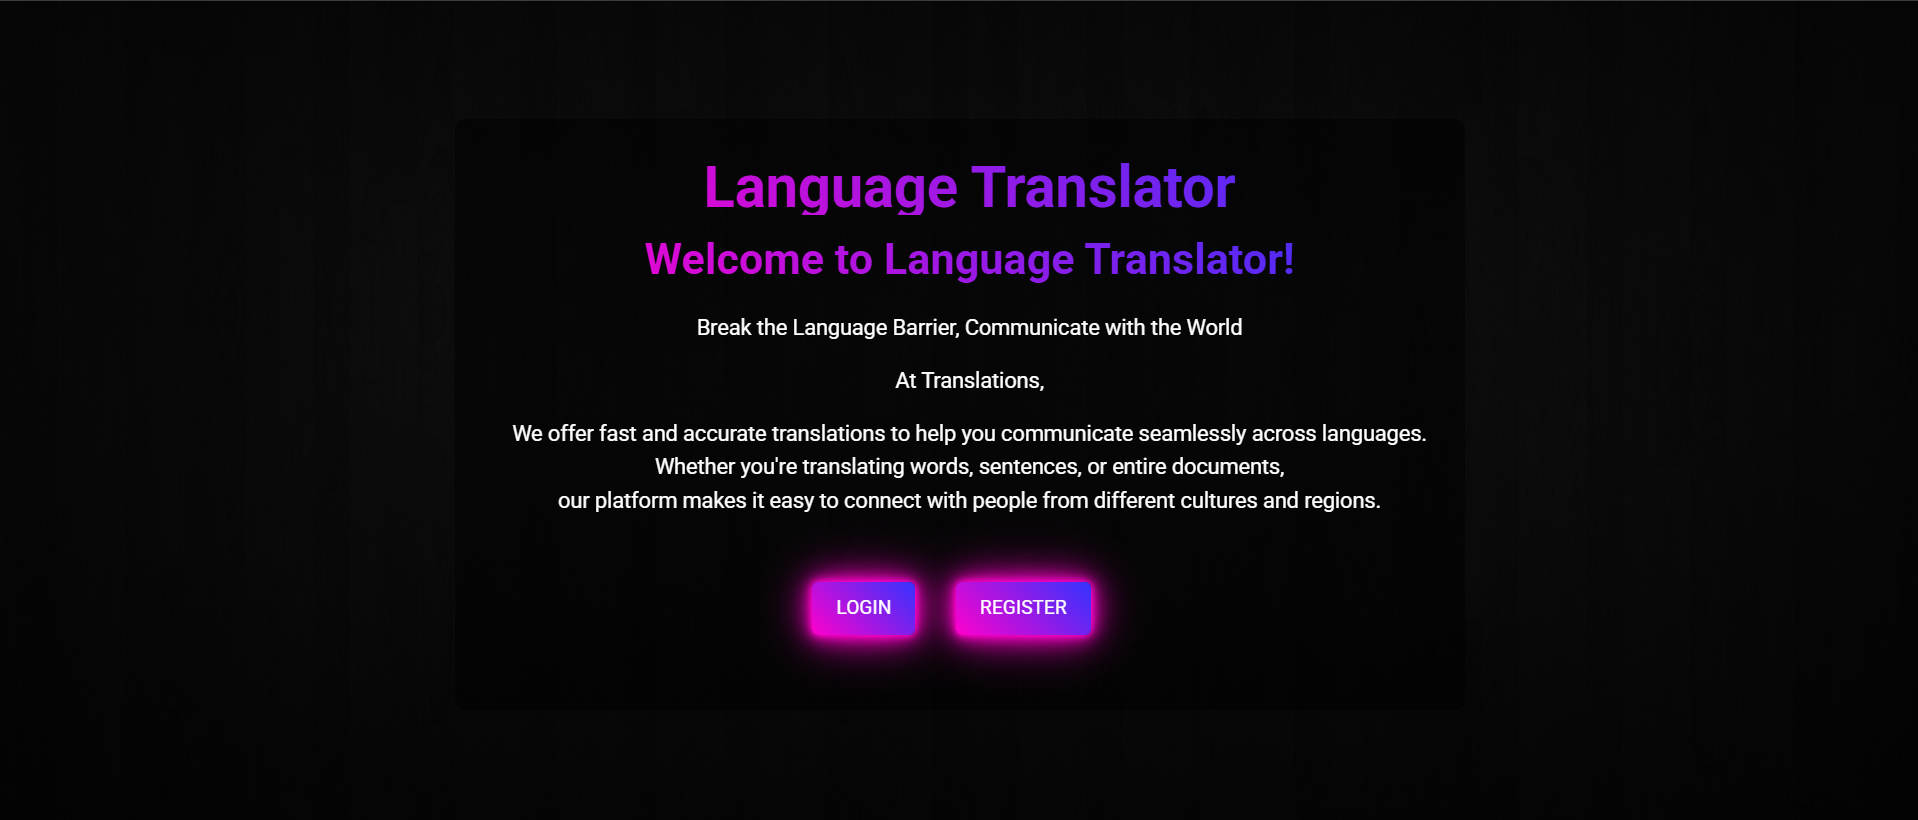 Language Translator
Welcome to Language Translator!
Break the Language Barrier, Communicate with the World
At Translations,
We offer fast and accurate translations to help you communicate seamlessly across languages.
Whether you're translating words, sentences, or entire documents,
our platform makes it easy to connect with people from different cultures and regions.
LOGIN REGISTER